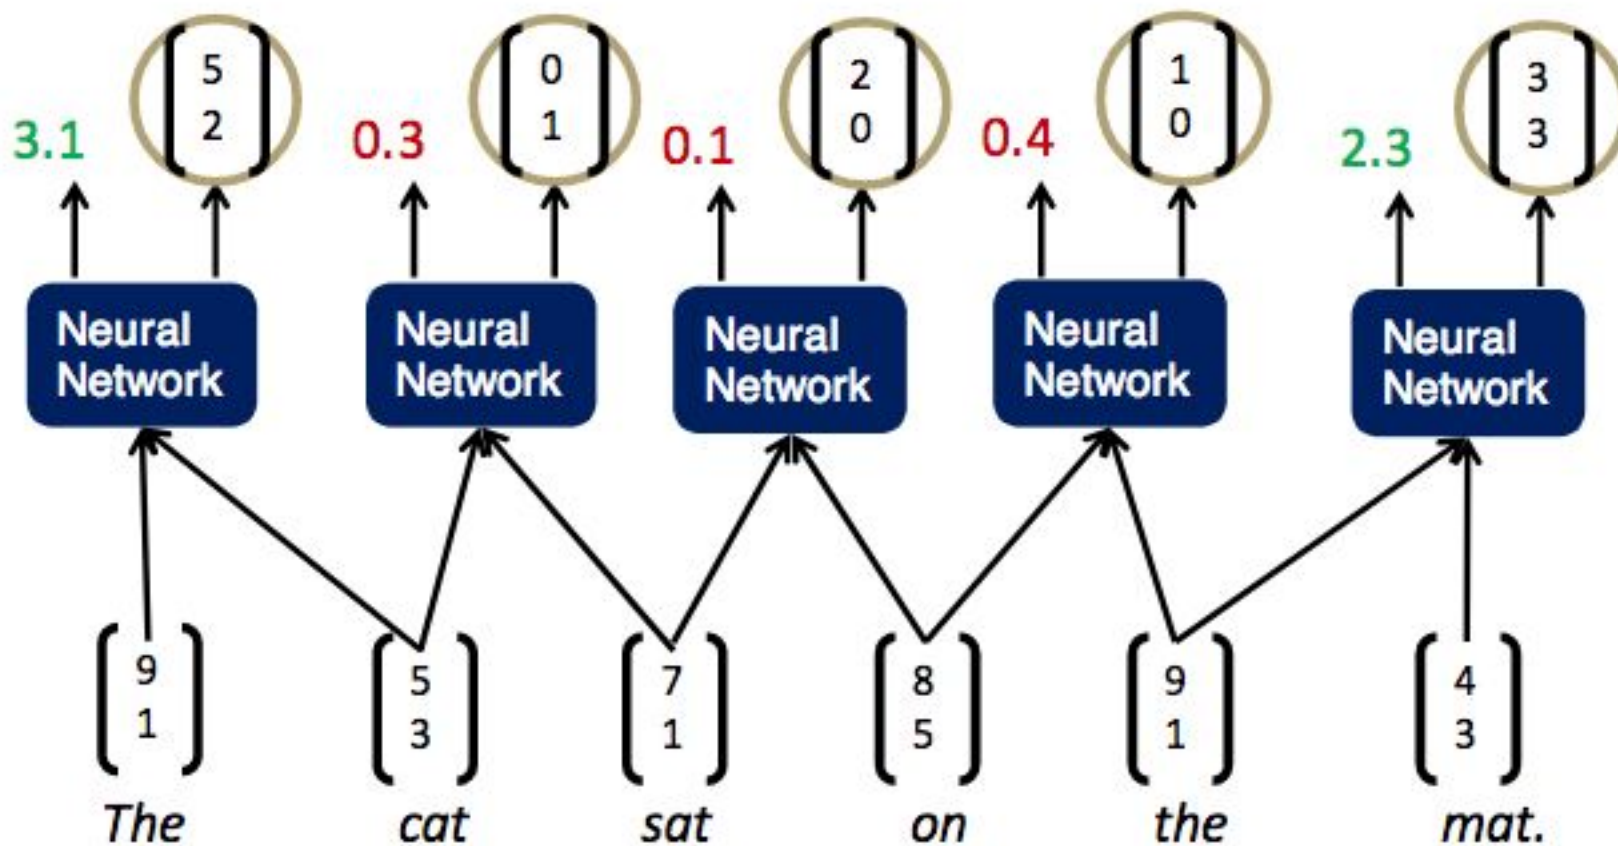 5 0 2 1 3
2 1 0 0 3
3.1 0.3 0.1 0.4 2.3
Neural Neural Neural Neural Neural
Network Network Network Network Network
9 5 7 8 9 4
1 3 1 5 1 3
The cat sat on the mat.